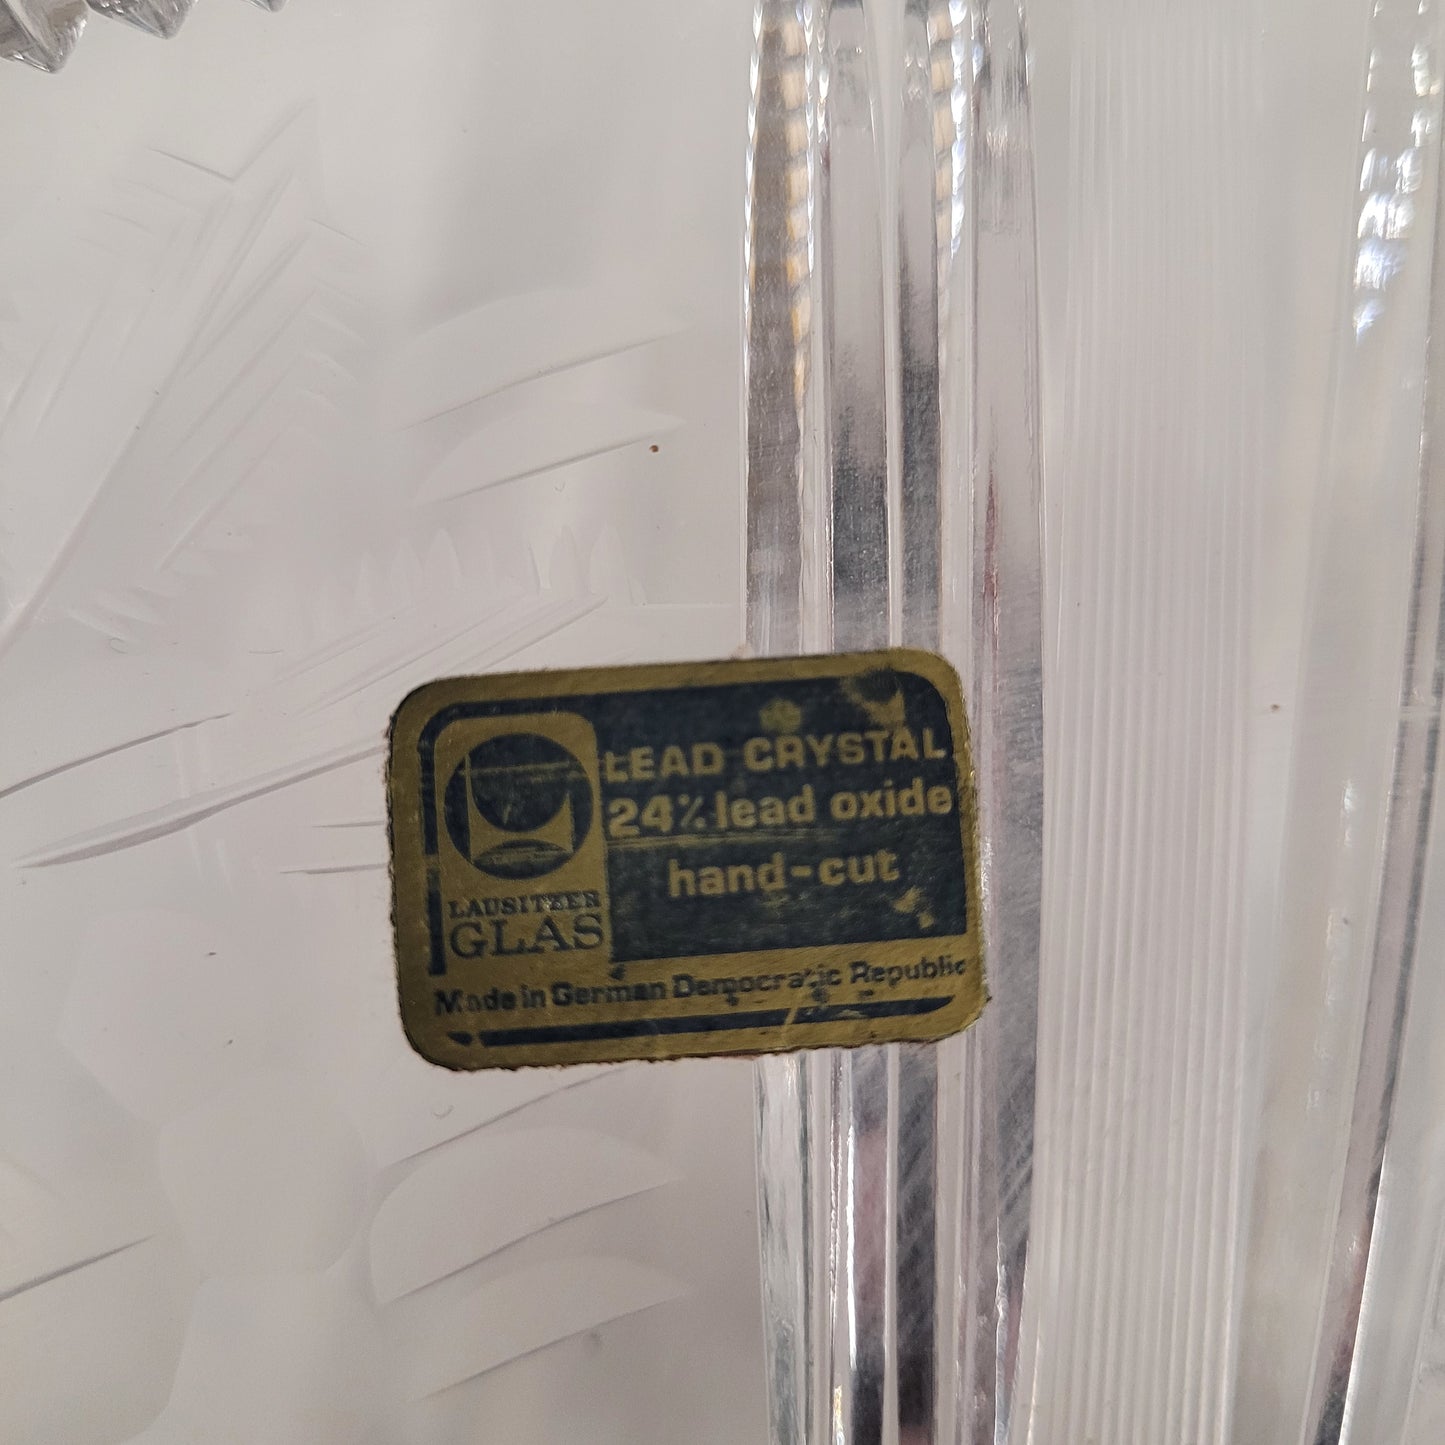 LEAD CRYSTAL
24% lead oxide
hand-cut
LAUSITZER
GLAS
Made in German Democratic Republic